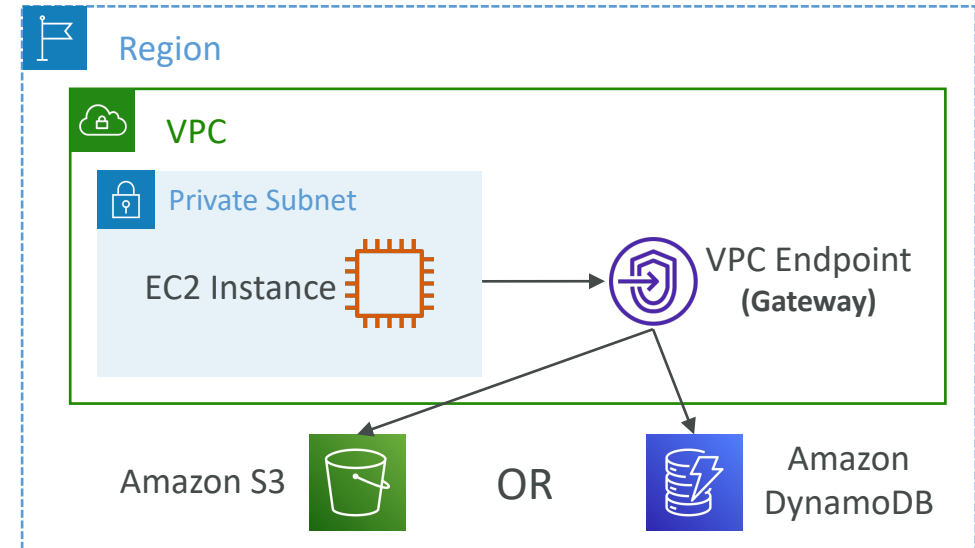 Region
VPC
Private Subnet
EC2 Instance
VPC Endpoint
(Gateway)
Amazon S3
OR
Amazon
DynamoDB